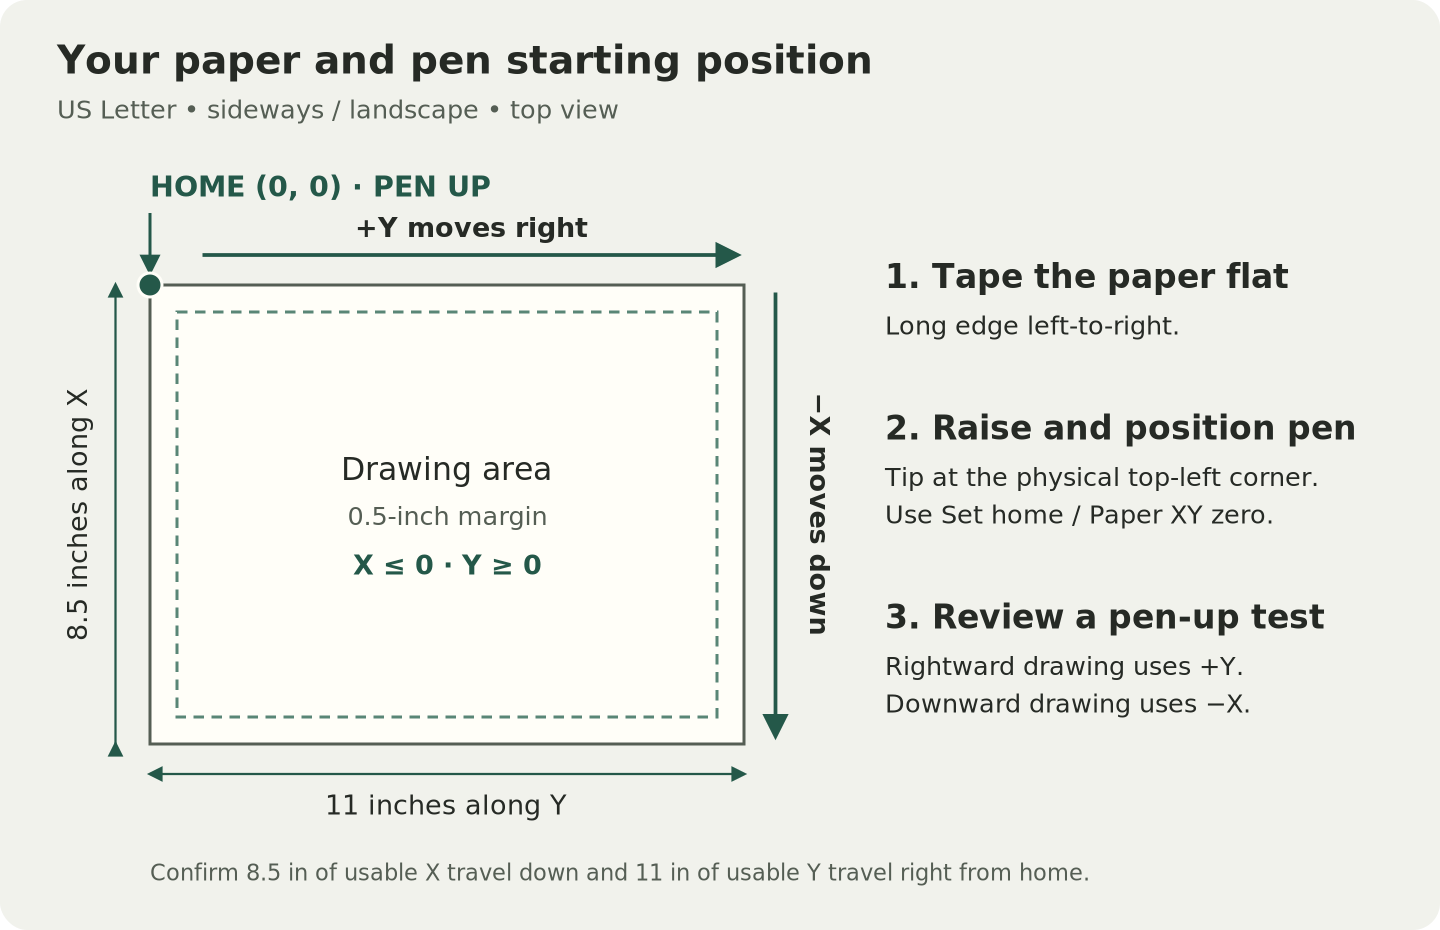 Your paper and pen starting position
US Letter • sideways / landscape • top view
HOME (0, 0) · PEN UP
+Y moves right
8.5 inches along X
Drawing area
0.5-inch margin
X ≤ 0 · Y ≥ 0
−X moves down
11 inches along Y
1. Tape the paper flat
Long edge left-to-right.
2. Raise and position pen
Tip at the physical top-left corner.
Use Set home / Paper XY zero.
3. Review a pen-up test
Rightward drawing uses +Y.
Downward drawing uses −X.
Confirm 8.5 in of usable X travel down and 11 in of usable Y travel right from home.